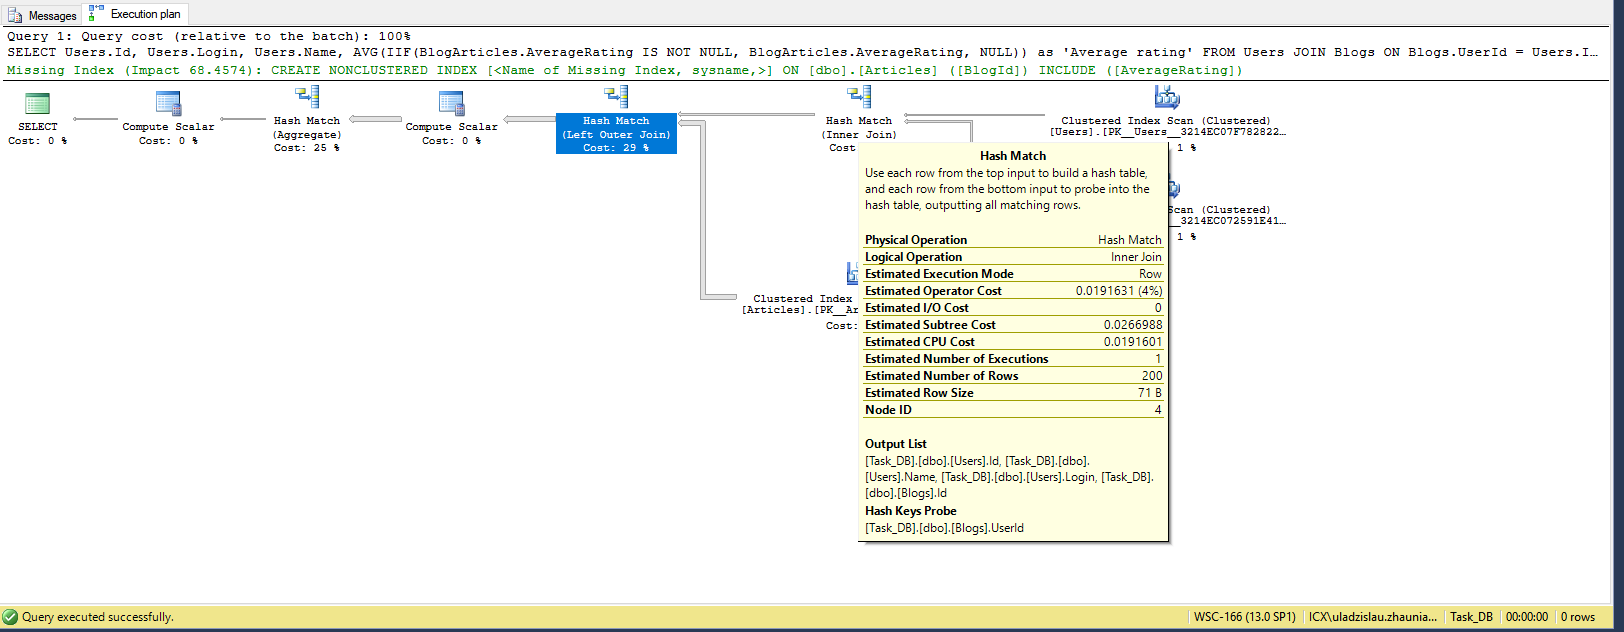 Messages
Execution plan
Query 1: Query cost (relative to the batch): 100%
SELECT Users.Id, Users.Login, Users.Name, AVG(IIF(BlogArticles.AverageRating IS NOT NULL, BlogArticles.AverageRating, NULL)) as 'Average rating' FROM Users JOIN Blogs ON Blogs.UserId = Users.I…
Missing Index (Impact 68.4574): CREATE NONCLUSTERED INDEX [<Name of Missing Index, sysname,>] ON [dbo].[Articles] ([BlogId]) INCLUDE ([AverageRating])
SELECT
Cost: 0 %
Compute Scalar
Cost: 0 %
Hash Match
(Aggregate)
Cost: 25 %
Compute Scalar
Cost: 0 %
Hash Match
(Left Outer Join)
Cost: 29 %
Hash Match
(Inner Join)
Cost
Clustered Index Scan (Clustered)
[Users].[PK__Users__3214EC07F782822…
1 %
Scan (Clustered)
_3214EC072591E41…
1 %
Clustered Index
[Articles].[PK__Ar
Cost:
Hash Match
Use each row from the top input to build a hash table,
and each row from the bottom input to probe into the
hash table, outputting all matching rows.
Physical Operation Hash Match
Logical Operation Inner Join
Estimated Execution Mode Row
Estimated Operator Cost 0.0191631 (4%)
Estimated I/O Cost 0
Estimated Subtree Cost 0.0266988
Estimated CPU Cost 0.0191601
Estimated Number of Executions 1
Estimated Number of Rows 200
Estimated Row Size 71 B
Node ID 4
Output List
[Task_DB].[dbo].[Users].Id, [Task_DB].[dbo].
[Users].Name, [Task_DB].[dbo].[Users].Login, [Task_DB].
[dbo].[Blogs].Id
Hash Keys Probe
[Task_DB].[dbo].[Blogs].UserId
Query executed successfully.
WSC-166 (13.0 SP1)
ICX\uladzislau.zhaunia…
Task_DB
00:00:00
0 rows